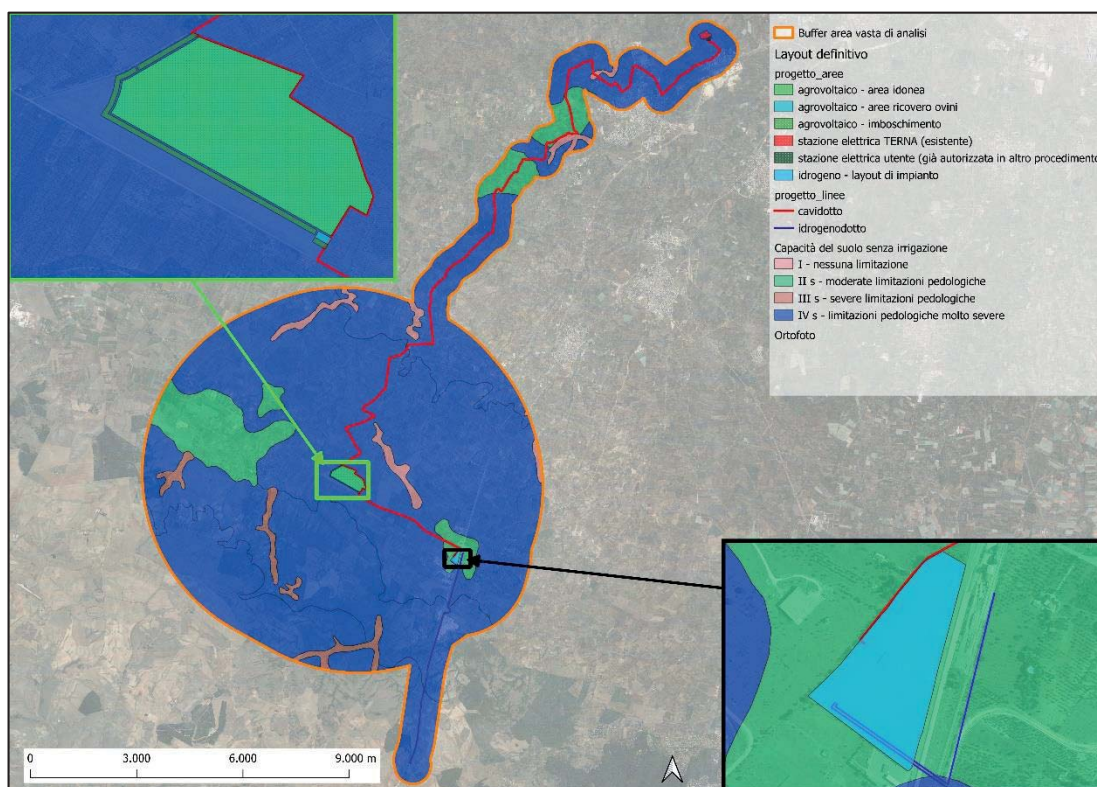 Buffer area vasta di analisi
Layout definitivo
progetto_aree
agrovoltaico - area idonea
agrovoltaico - aree ricovero ovini
agrovoltaico - imboschimento
stazione elettrica TERNA (esistente)
stazione elettrica utente (già autorizzata in altro procedimento
idrogeno - layout di impianto
progetto_linee
cavidotto
idrogenodotto
Capacità del suolo senza irrigazione
I - nessuna limitazione
II s - moderate limitazioni pedologiche
III s - severe limitazioni pedologiche
IV s - limitazioni pedologiche molto severe
Ortofoto
0 3.000 6.000 9.000 m